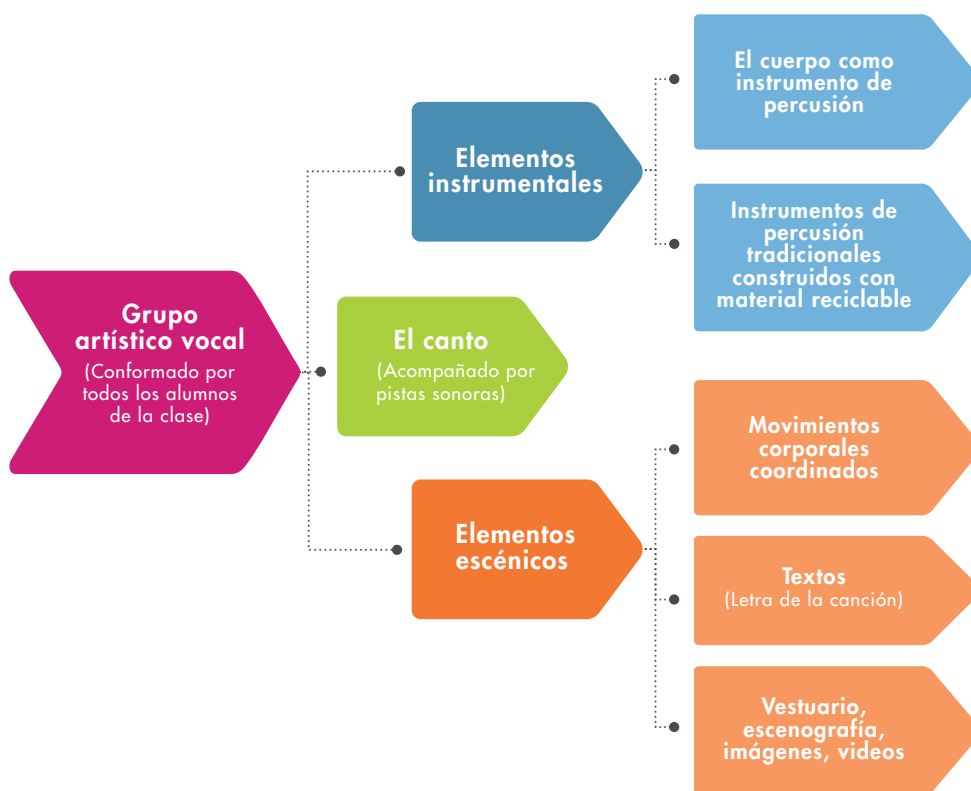 Grupo
artístico vocal
(Conformado por
todos los alumnos
de la clase)
Elementos
instrumentales
El cuerpo como
instrumento de
percusión
Instrumentos de
percusión
tradicionales
construidos con
material reciclable
El canto
(Acompañado por
pistas sonoras)
Elementos
escénicos
Movimientos
corporales
coordinados
Textos
(Letra de la canción)
Vestuario,
escenografía,
imágenes, videos